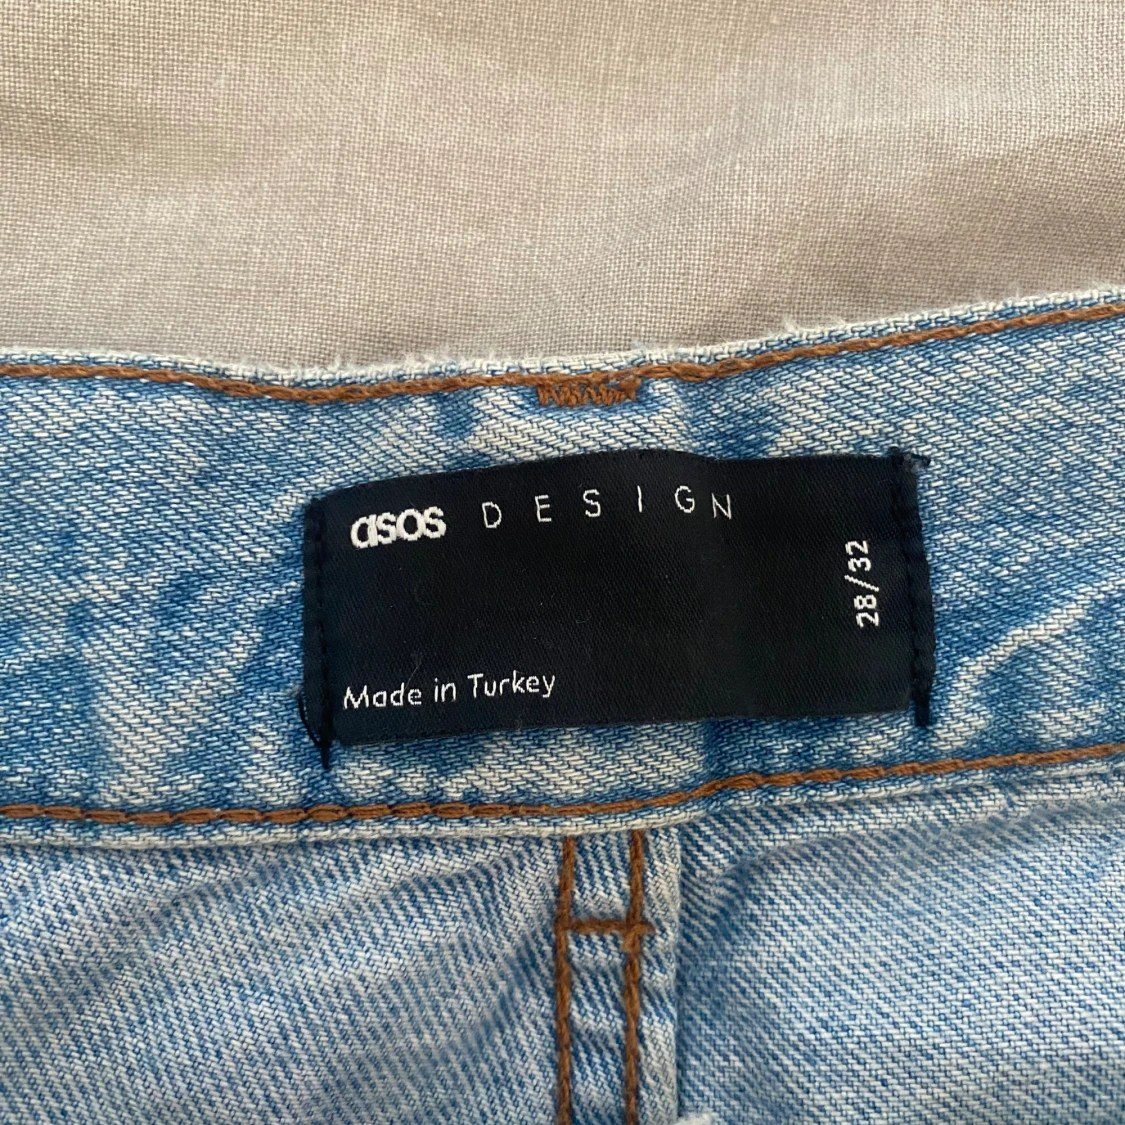 asos DESIGN
28/32
Made in Turkey